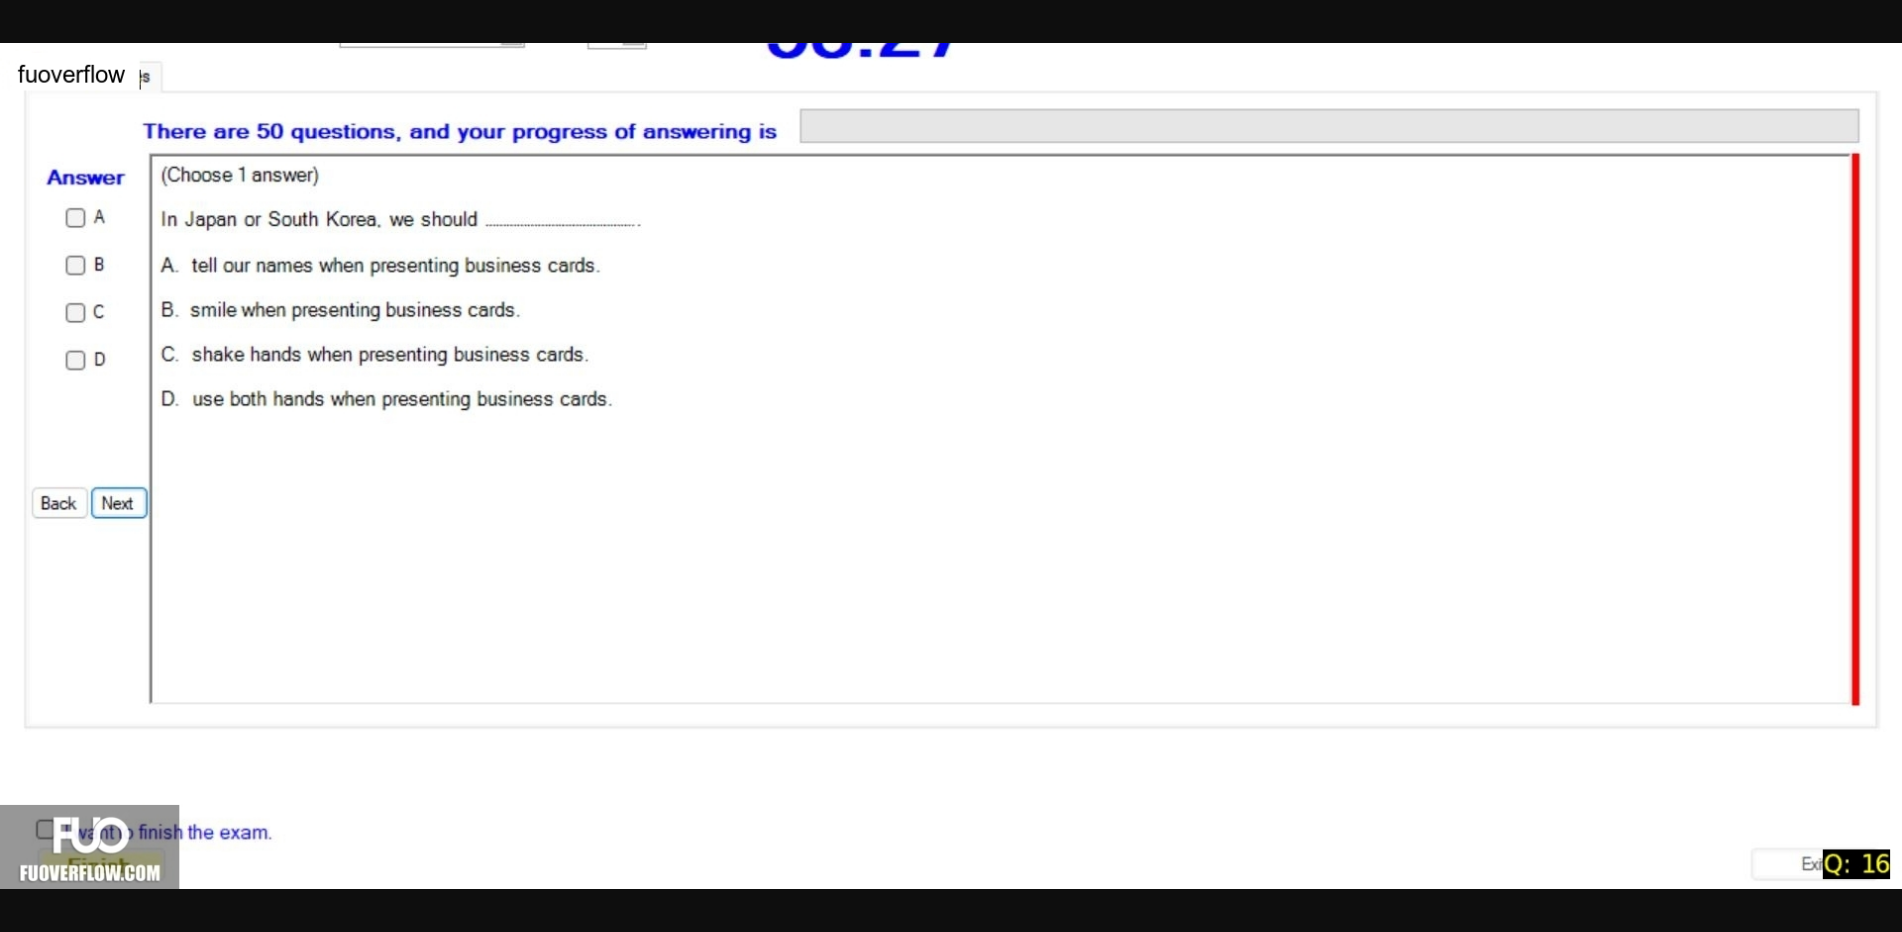 fuoverflow
There are 50 questions, and your progress of answering is
Answer
(Choose 1 answer)
A
In Japan or South Korea, we should ............................................
B
A. tell our names when presenting business cards.
C
B. smile when presenting business cards.
D
C. shake hands when presenting business cards.
D. use both hands when presenting business cards.
Back
Next
want to finish the exam.
FUO
FUOVERFLOW.COM
Q: 16